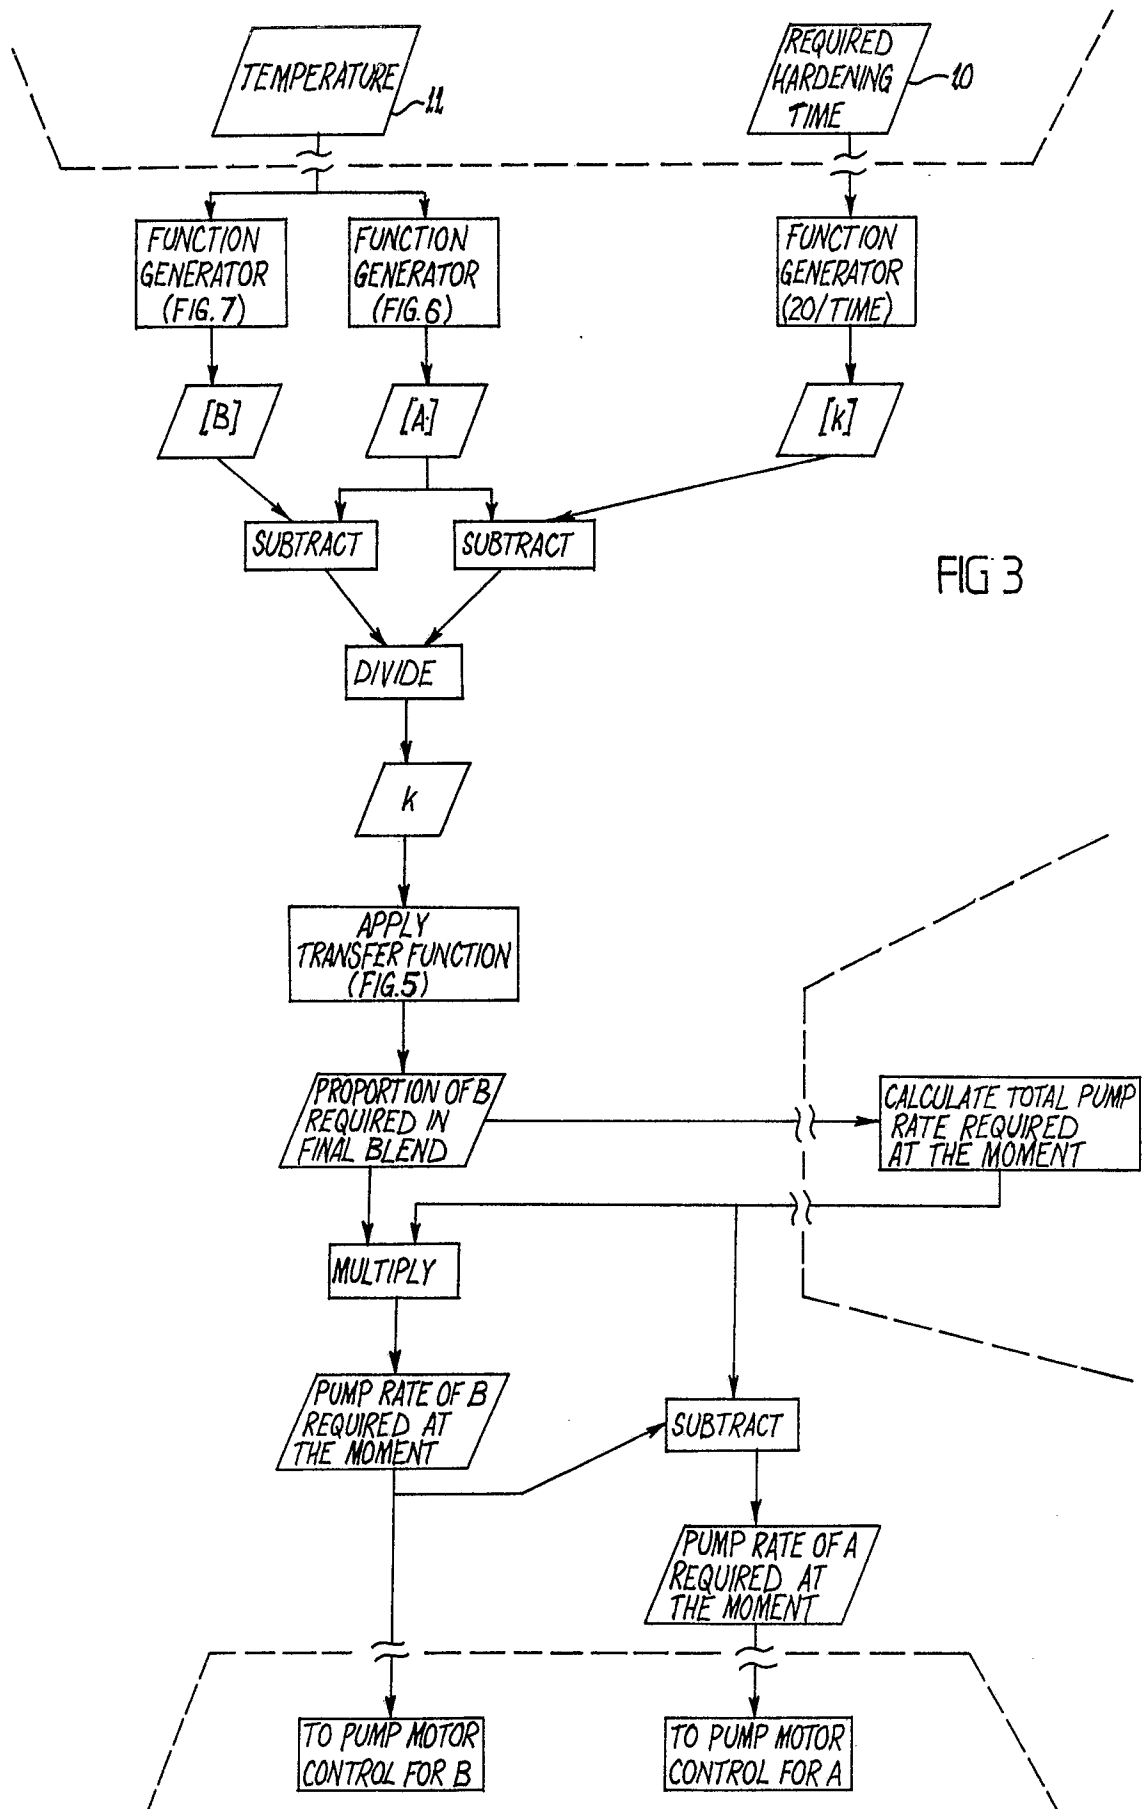 TEMPERATURE
11
REQUIRED
HARDENING
TIME
10
FUNCTION
GENERATOR
(FIG. 7)
FUNCTION
GENERATOR
(FIG. 6)
FUNCTION
GENERATOR
(20/TIME)
[B]
[A]
[k]
SUBTRACT
SUBTRACT
FIG 3
DIVIDE
k
APPLY
TRANSFER FUNCTION
(FIG. 5)
PROPORTION OF B
REQUIRED IN
FINAL BLEND
CALCULATE TOTAL PUMP
RATE REQUIRED
AT THE MOMENT
MULTIPLY
PUMP RATE OF B
REQUIRED AT
THE MOMENT
SUBTRACT
PUMP RATE OF A
REQUIRED AT
THE MOMENT
TO PUMP MOTOR
CONTROL FOR B
TO PUMP MOTOR
CONTROL FOR A